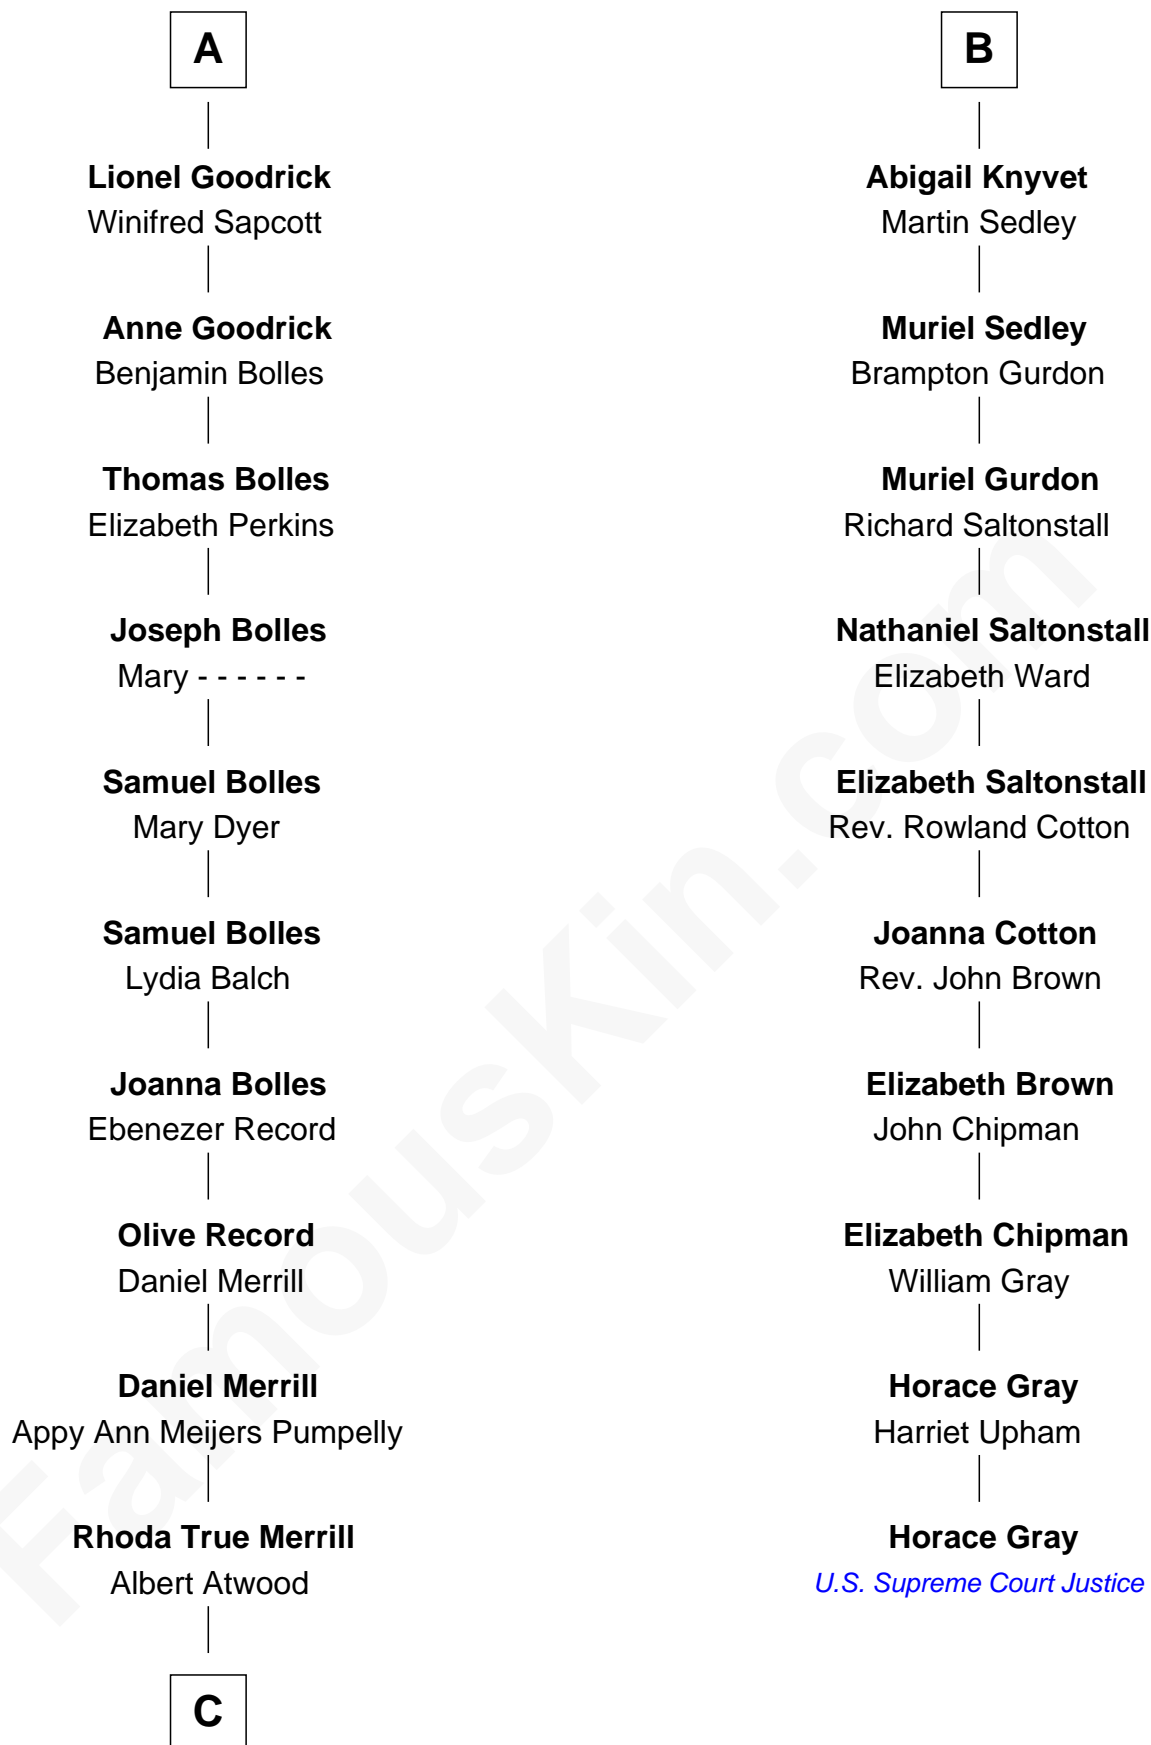 A
Lionel Goodrick
Winifred Sapcott
Anne Goodrick
Benjamin Bolles
Thomas Bolles
Elizabeth Perkins
Joseph Bolles
Mary - - - - - -
Samuel Bolles
Mary Dyer
Samuel Bolles
Lydia Balch
Joanna Bolles
Ebenezer Record
Olive Record
Daniel Merrill
Daniel Merrill
Appy Ann Meijers Pumpelly
Rhoda True Merrill
Albert Atwood
C
B
Abigail Knyvet
Martin Sedley
Muriel Sedley
Brampton Gurdon
Muriel Gurdon
Richard Saltonstall
Nathaniel Saltonstall
Elizabeth Ward
Elizabeth Saltonstall
Rev. Rowland Cotton
Joanna Cotton
Rev. John Brown
Elizabeth Brown
John Chipman
Elizabeth Chipman
William Gray
Horace Gray
Harriet Upham
Horace Gray
U.S. Supreme Court Justice
FamousKin.com